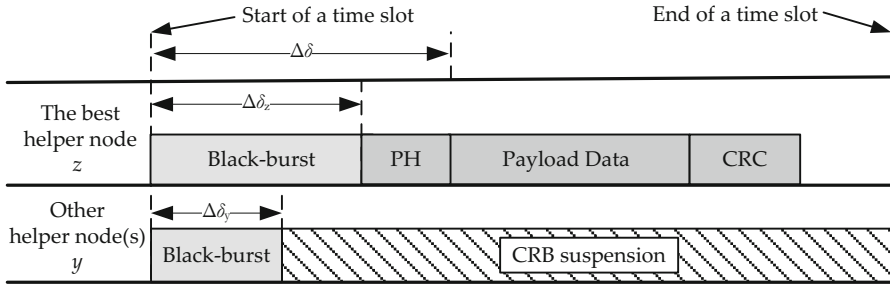 Start of a time slot
End of a time slot
Δδ
The best
helper node
z
Δδz
Black-burst
PH
Payload Data
CRC
Other
helper node(s)
y
Δδy
Black-burst
CRB suspension